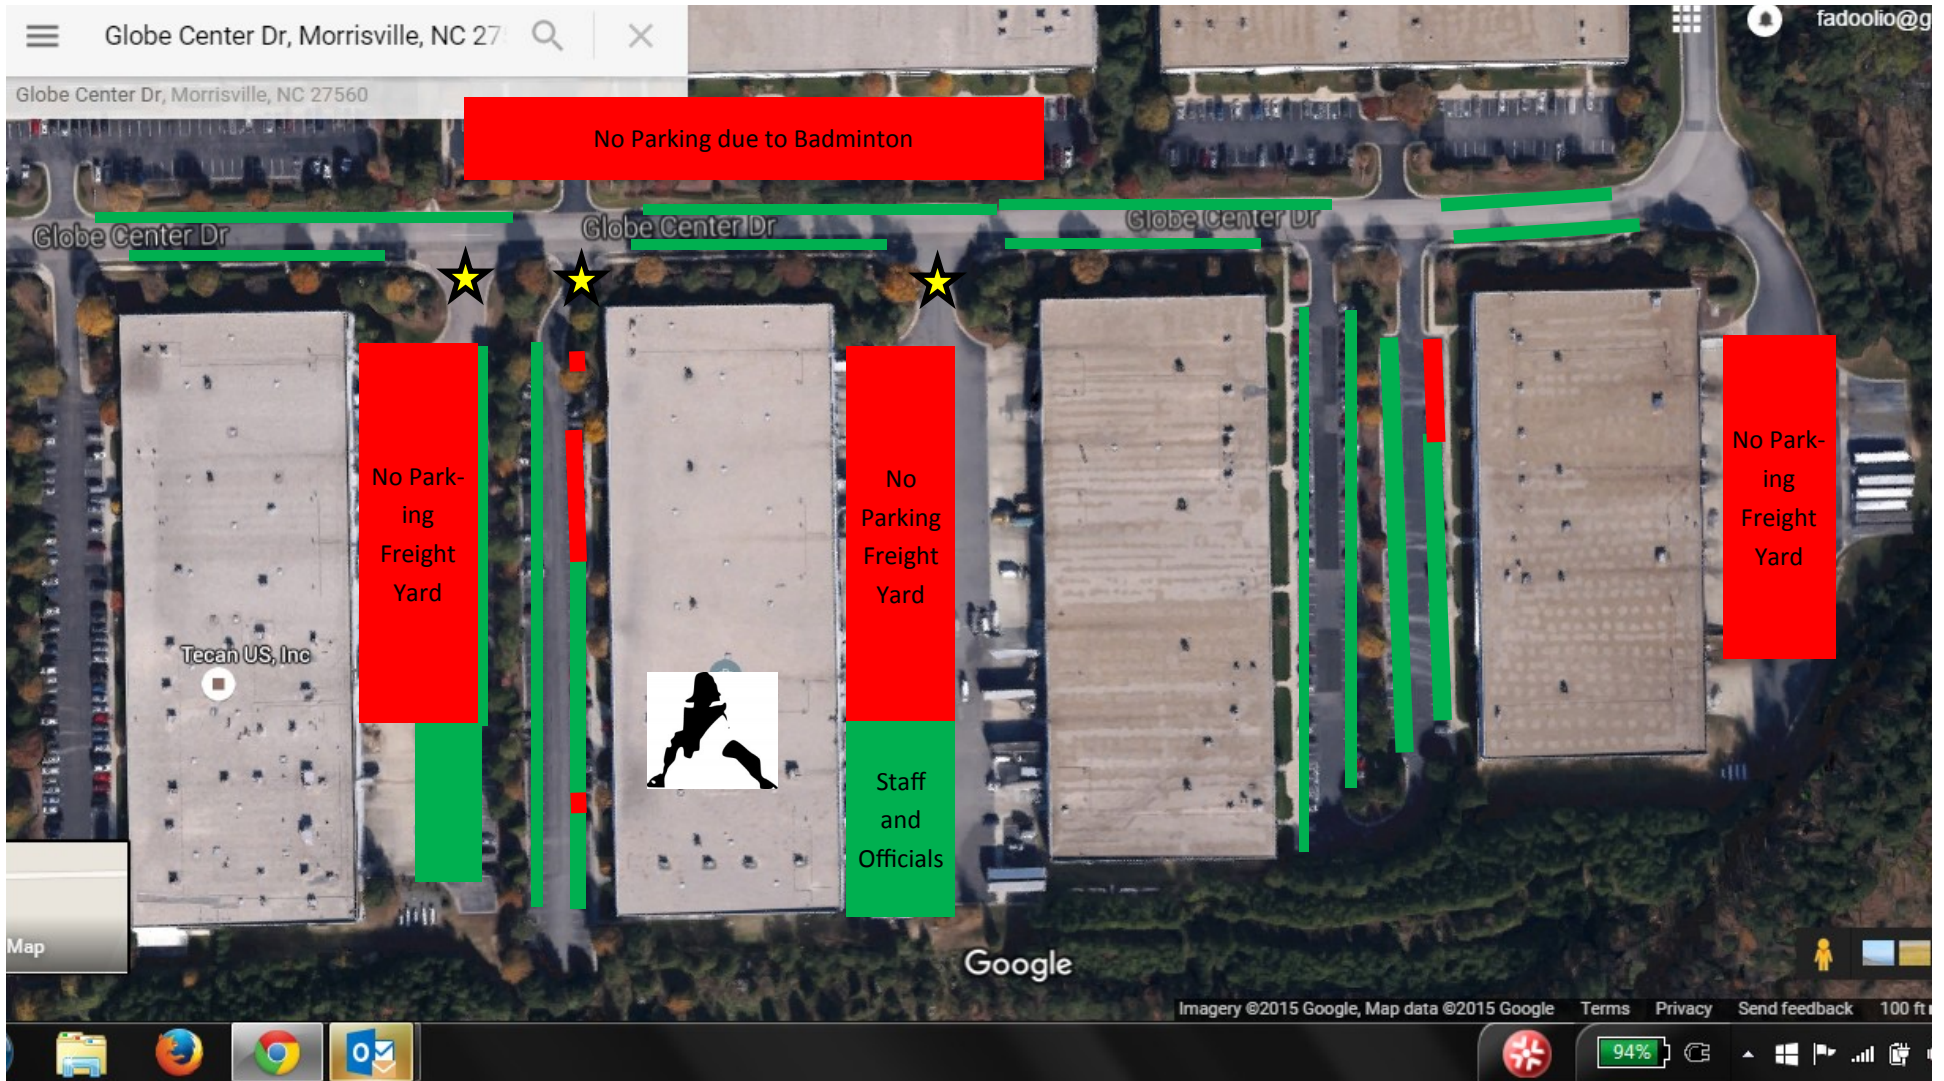 Globe Center Dr, Morrisville, NC 27
fadoolio@g
Globe Center Dr, Morrisville, NC 27560
No Parking due to Badminton
Globe Center Dr
Globe Center Dr
Globe Center Dr
No Park-
ing
Freight
Yard
No
Parking
Freight
Yard
No Park-
ing
Freight
Yard
Tecan US, Inc
Staff
and
Officials
Map
Google
Imagery ©2015 Google, Map data ©2015 Google Terms Privacy Send feedback 100 ft
94%